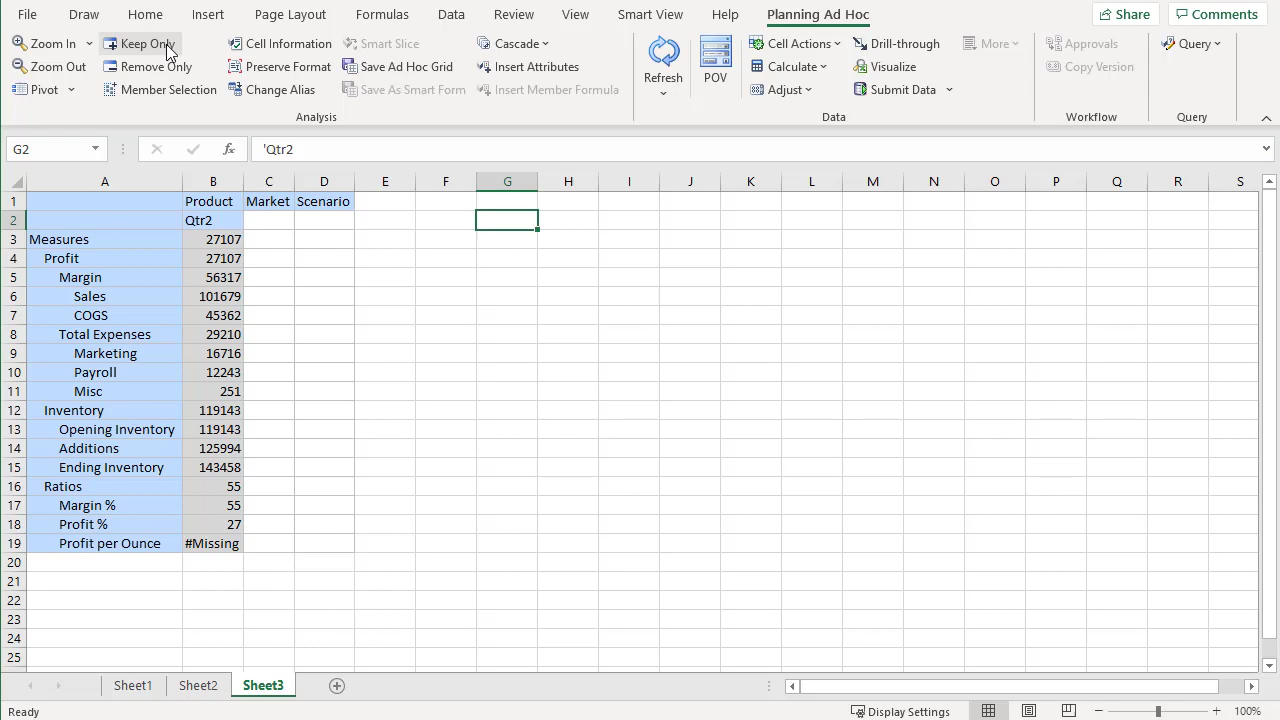 File Draw Home Insert Page Layout Formulas Data Review View Smart View Help Planning Ad Hoc Share Comments
Zoom In Keep Only Cell Information Smart Slice Cascade Cell Actions Drill-through More Approvals Query
Zoom Out Remove Only Preserve Format Save Ad Hoc Grid Insert Attributes Refresh POV Calculate Visualize Copy Version
Pivot Member Selection Change Alias Save As Smart Form Insert Member Formula Adjust Submit Data
Analysis Data Workflow Query
G2 fx 'Qtr2
A B C D E F G H I J K L M N O P Q R S
1 Product Market Scenario
2 Qtr2
3 Measures 27107
4 Profit 27107
5 Margin 56317
6 Sales 101679
7 COGS 45362
8 Total Expenses 29210
9 Marketing 16716
10 Payroll 12243
11 Misc 251
12 Inventory 119143
13 Opening Inventory 119143
14 Additions 125994
15 Ending Inventory 143458
16 Ratios 55
17 Margin % 55
18 Profit % 27
19 Profit per Ounce #Missing
20
21
22
23
24
25
Sheet1 Sheet2 Sheet3
Ready Display Settings 100%